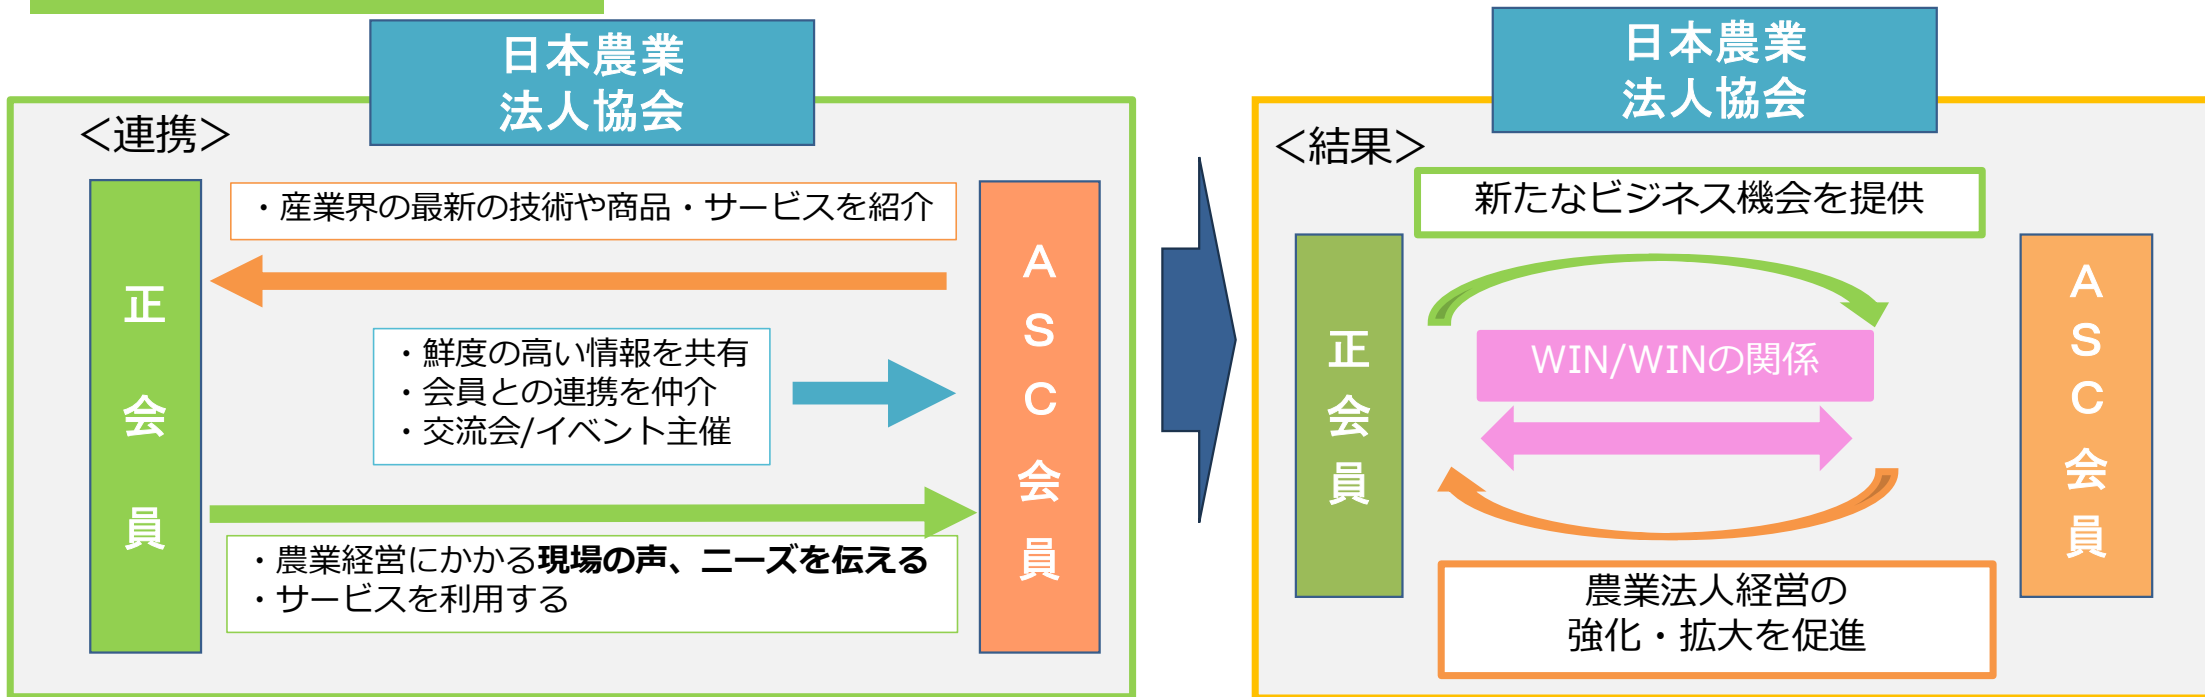 日本農業
法人協会
＜連携＞
・産業界の最新の技術や商品・サービスを紹介
正会員
・鮮度の高い情報を共有
・会員との連携を仲介
・交流会/イベント主催
ＡＳＣ会員
・農業経営にかかる現場の声、ニーズを伝える
・サービスを利用する
日本農業
法人協会
＜結果＞
新たなビジネス機会を提供
正会員
WIN/WINの関係
ＡＳＣ会員
農業法人経営の
強化・拡大を促進